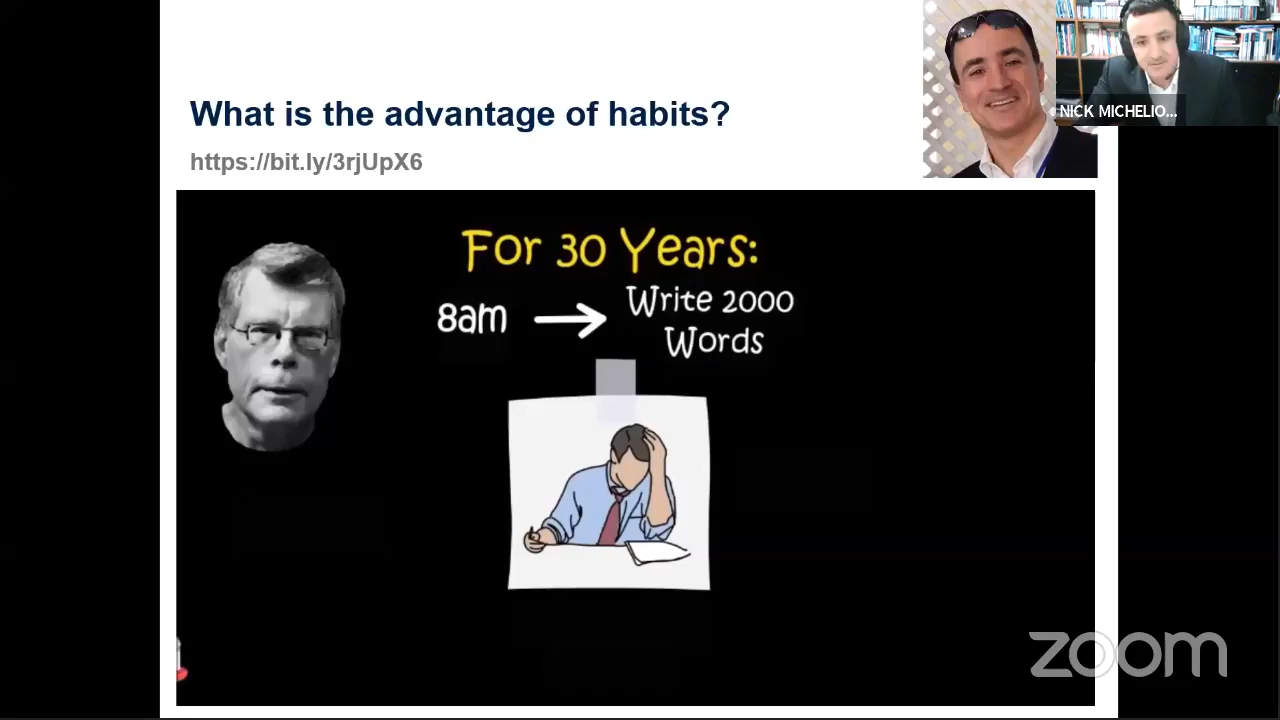 What is the advantage of habits?
https://bit.ly/3rjUpX6
NICK MICHELIO...
For 30 Years:
8am
Write 2000
Words
zoom